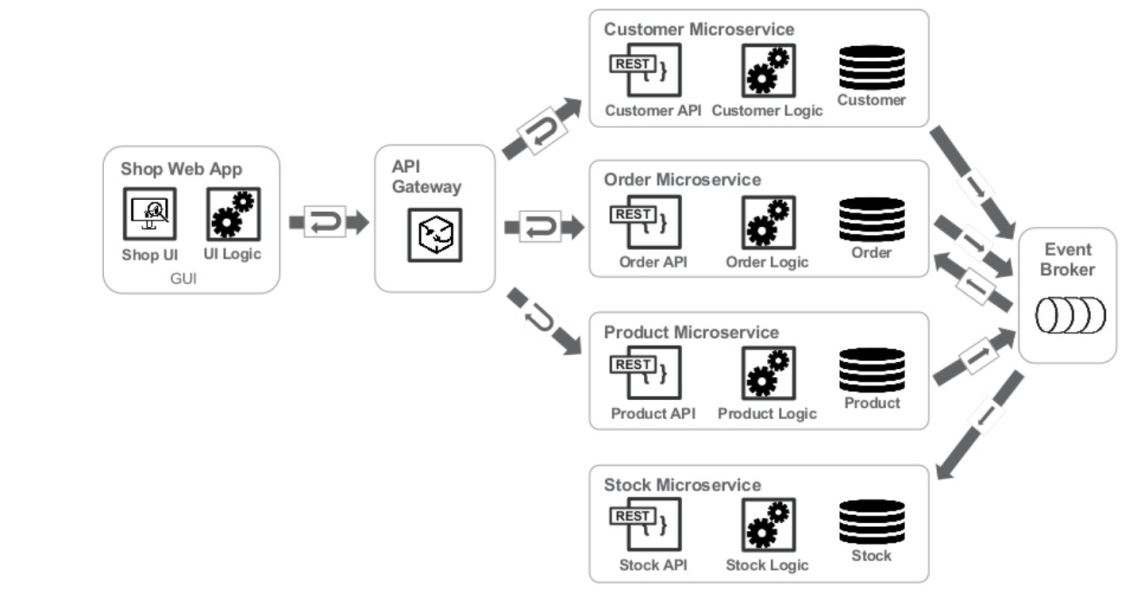 Shop Web App
Shop UI
UI Logic
GUI
API
Gateway
Customer Microservice
REST
{ }
Customer API
Customer Logic
Customer
Order Microservice
REST
}
Order API
Order Logic
Order
Product Microservice
REST
}
Product API
Product Logic
Product
Stock Microservice
REST
}
Stock API
Stock Logic
Stock
Event
Broker